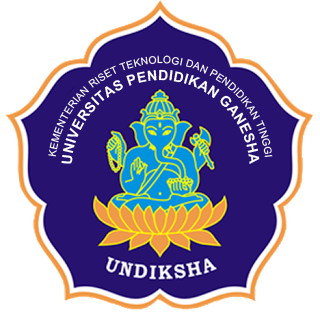 KEMENTERIAN RISET TEKNOLOGI DAN PENDIDIKAN TINGGI
UNIVERSITAS PENDIDIKAN GANESHA
UNDIKSHA